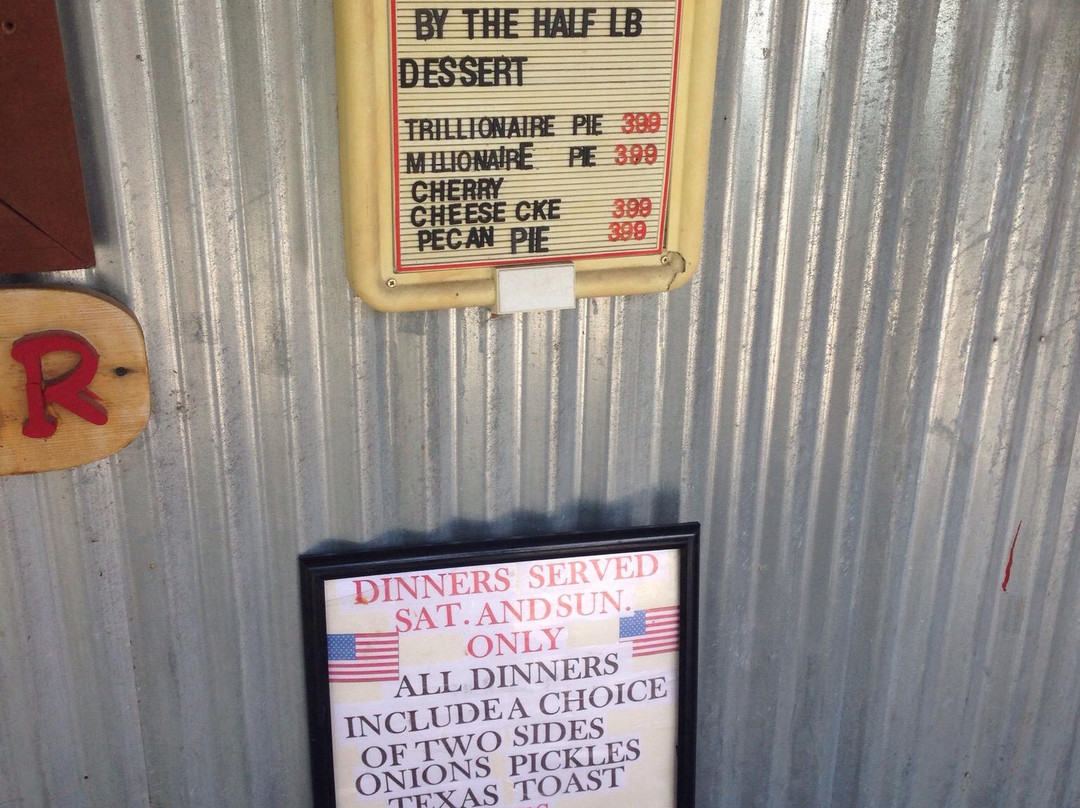 BY THE HALF LB
DESSERT
TRILLIONAIRE PIE 399
MILLIONAIRE PIE 399
CHERRY
CHEESE CKE 399
PECAN PIE 399
R
DINNERS SERVED
SAT. AND SUN.
ONLY
ALL DINNERS
INCLUDE A CHOICE
OF TWO SIDES
ONIONS PICKLES
TEXAS TOAST